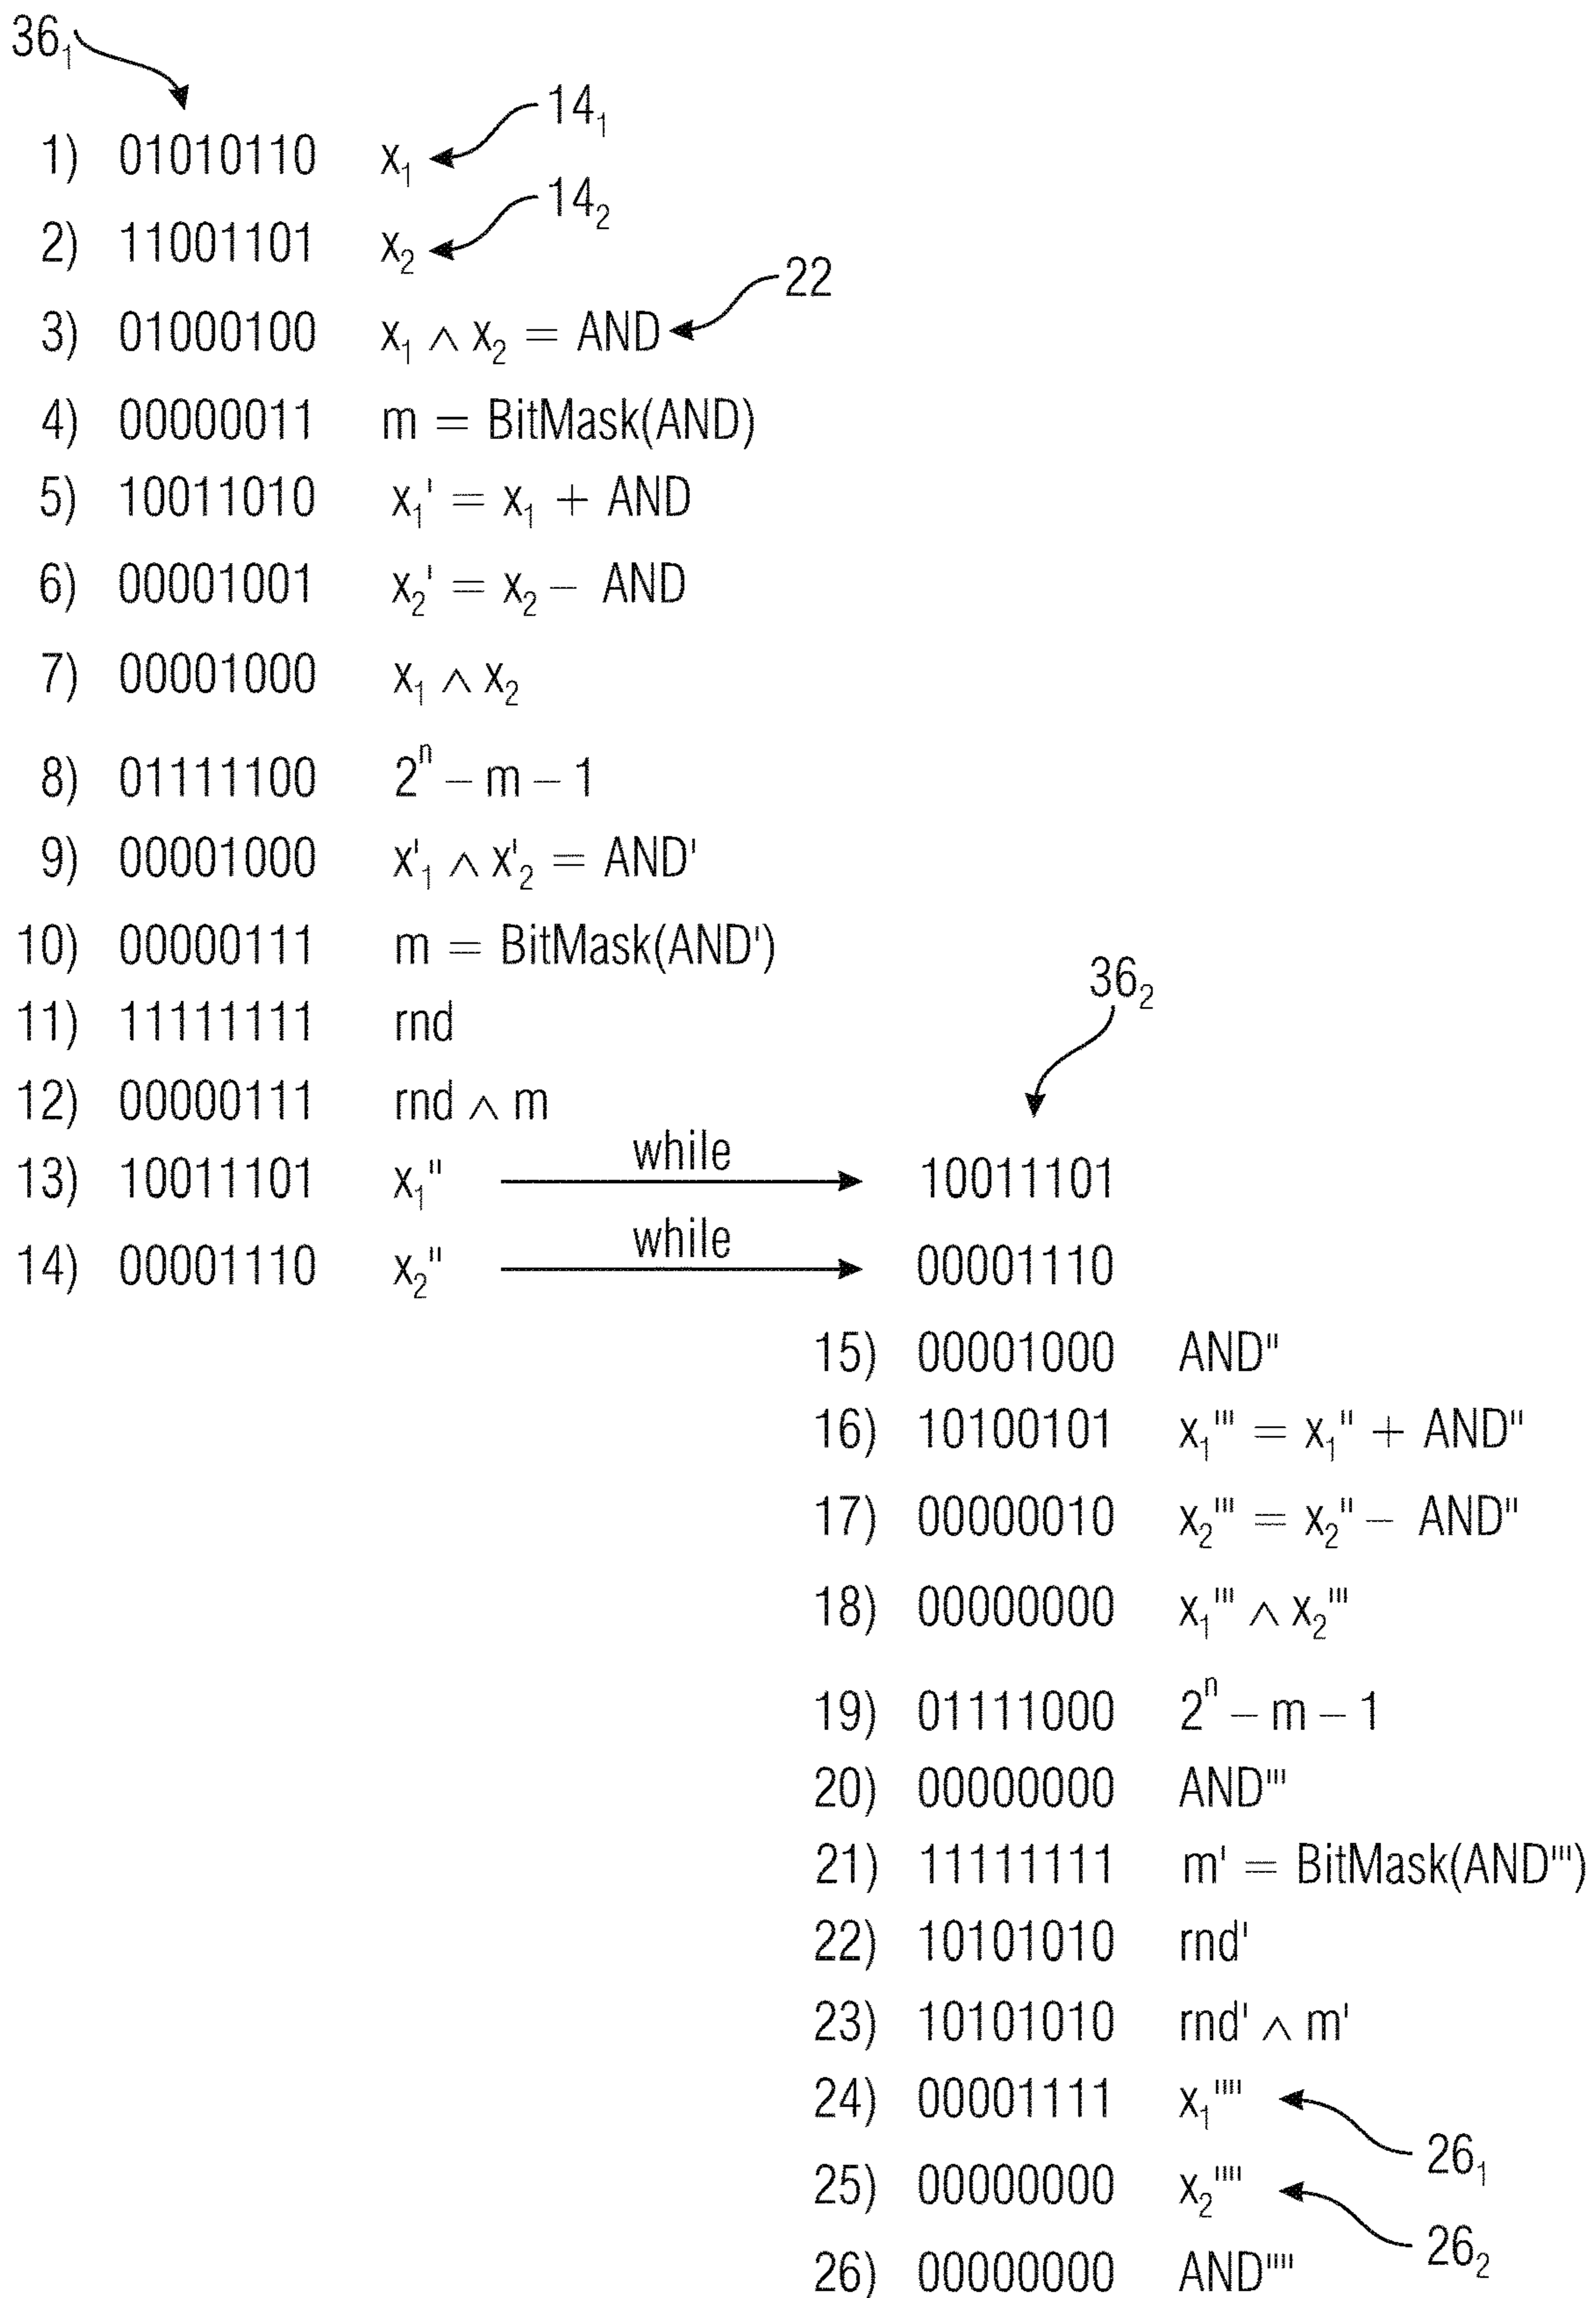 36₁
14₁
1) 01010110 x₁
14₂
2) 11001101 x₂
22
3) 01000100 x₁ ∧ x₂ = AND
4) 00000011 m = BitMask(AND)
5) 10011010 x₁' = x₁ + AND
6) 00001001 x₂' = x₂ − AND
7) 00001000 x₁ ∧ x₂
8) 01111100 2ⁿ − m − 1
9) 00001000 x'₁ ∧ x'₂ = AND'
10) 00000111 m = BitMask(AND')
36₂
11) 11111111 rnd
12) 00000111 rnd ∧ m
13) 10011101 x₁'' while 10011101
14) 00001110 x₂'' while 00001110
15) 00001000 AND''
16) 10100101 x₁''' = x₁'' + AND''
17) 00000010 x₂''' = x₂'' − AND''
18) 00000000 x₁''' ∧ x₂'''
19) 01111000 2ⁿ − m − 1
20) 00000000 AND'''
21) 11111111 m' = BitMask(AND''')
22) 10101010 rnd'
23) 10101010 rnd' ∧ m'
24) 00001111 x₁''''
26₁
25) 00000000 x₂''''
26₂
26) 00000000 AND''''